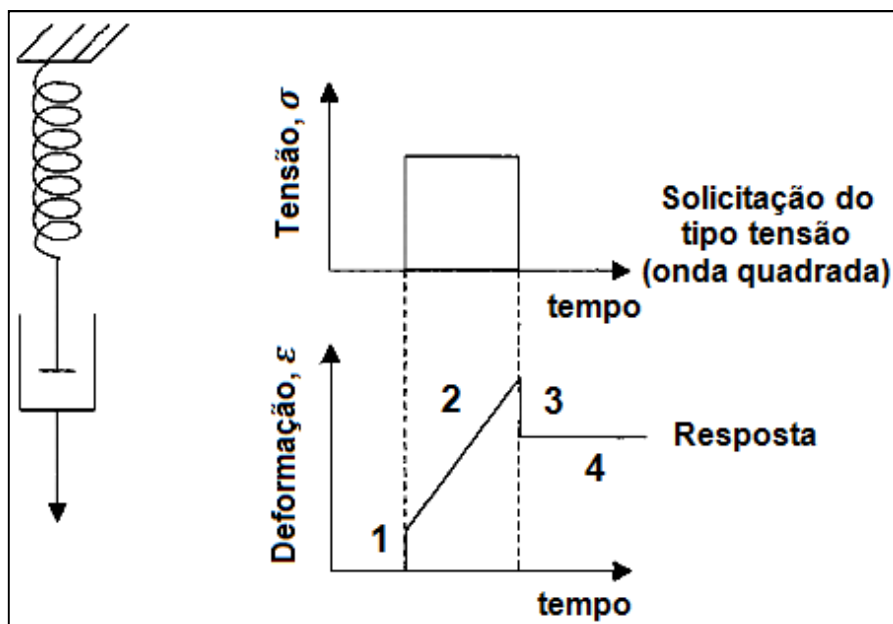 Tensão, σ
Solicitação do
tipo tensão
(onda quadrada)
tempo
Deformação, ε
1
2
3
4
Resposta
tempo